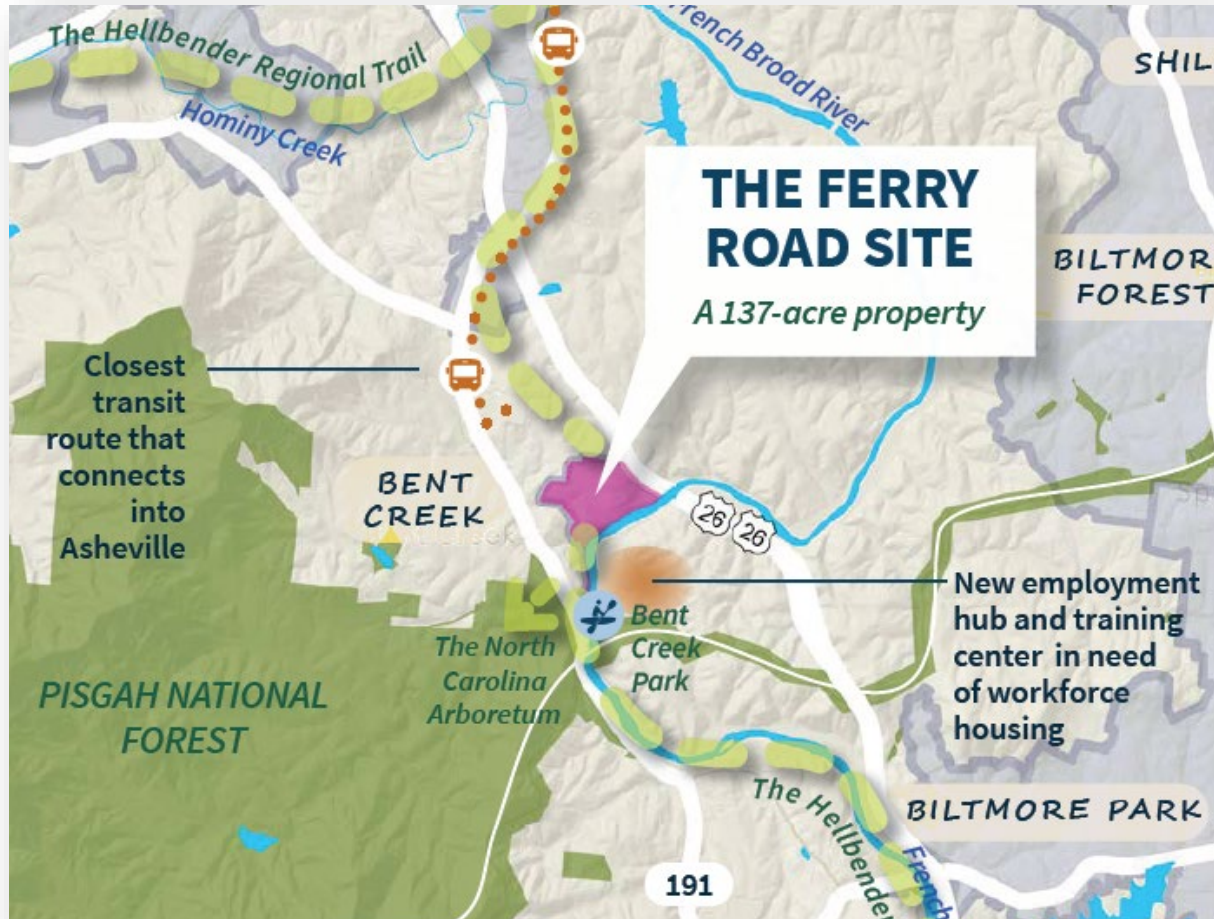 The Hellbender Regional Trail
Hominy Creek
French Broad River
SHIL
THE FERRY
ROAD SITE
A 137-acre property
BILTMOR
FOREST
Closest
transit
route that
connects
into
Asheville
BENT
CREEK
26
26
New employment
hub and training
center in need
of workforce
housing
Bent
Creek
Park
The North
Carolina
Arboretum
PISGAH NATIONAL
FOREST
The Hellbender
BILTMORE PARK
French
191